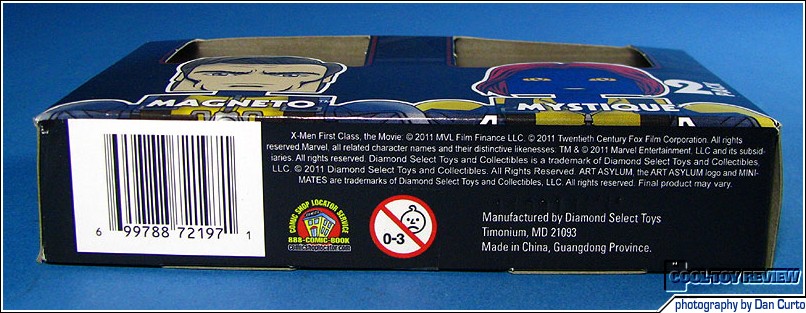 MAGNETO™
MYSTIQUE
2 PACK
X-Men First Class, the Movie: © 2011 MVL Film Finance LLC. © 2011 Twentieth Century Fox Film Corporation. All rights
reserved.Marvel, all related character names and their distinctive likenesses: TM & © 2011 Marvel Entertainment, LLC and its subsid-
iaries. All rights reserved. Diamond Select Toys and Collectibles is a trademark of Diamond Select Toys and Collectibles,
LLC. © 2011 Diamond Select Toys and Collectibles, LLC. All Rights Reserved. ART ASYLUM, the ART ASYLUM logo and MINI-
MATES are trademarks of Diamond Select Toys and Collectibles, LLC. All rights reserved. Final product may vary.
6 99788 72197 1
COMIC SHOP LOCATOR SERVICE
888-COMIC-BOOK
comicshoplocator.com
0-3
Manufactured by Diamond Select Toys
Timonium, MD 21093
Made in China, Guangdong Province.
COOL TOY REVIEW
photography by Dan Curto